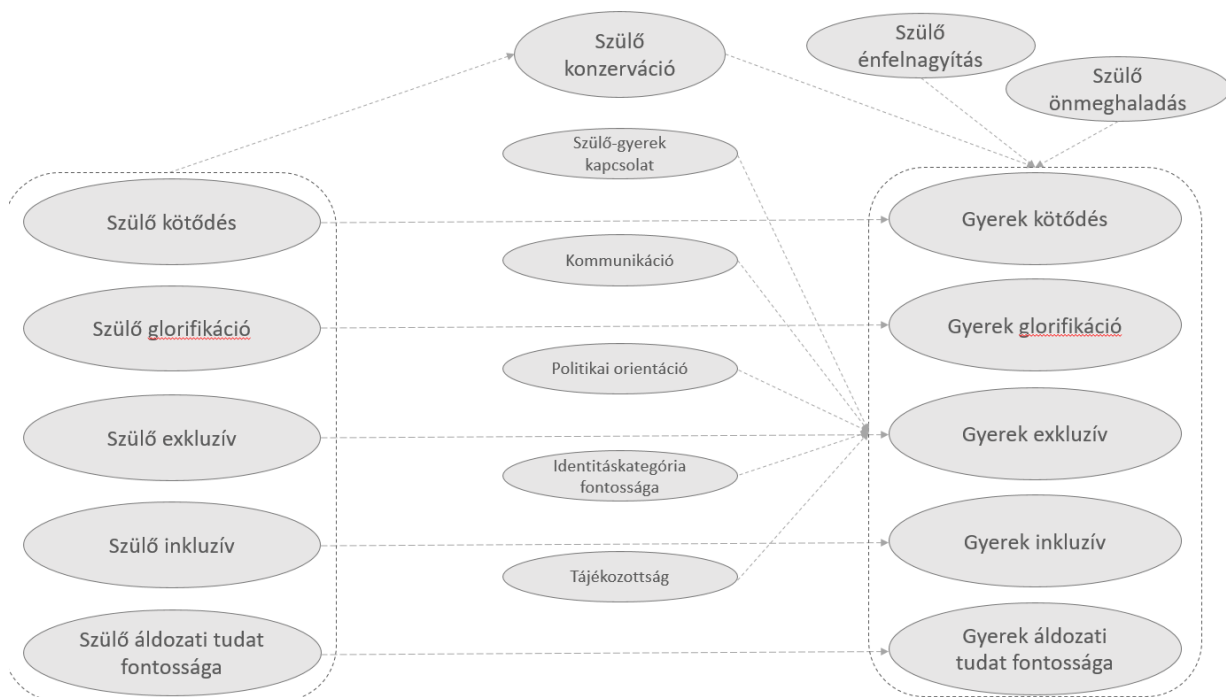 Szülő
konzerváció
Szülő
énfelnagyítás
Szülő
önmeghaladás
Szülő-gyerek
kapcsolat
Szülő kötődés
Gyerek kötődés
Kommunikáció
Szülő glorifikáció
Gyerek glorifikáció
Politikai orientáció
Szülő exkluzív
Gyerek exkluzív
Identitáskategória
fontossága
Szülő inkluzív
Gyerek inkluzív
Tájékozottság
Szülő áldozati tudat
fontossága
Gyerek áldozati
tudat fontossága